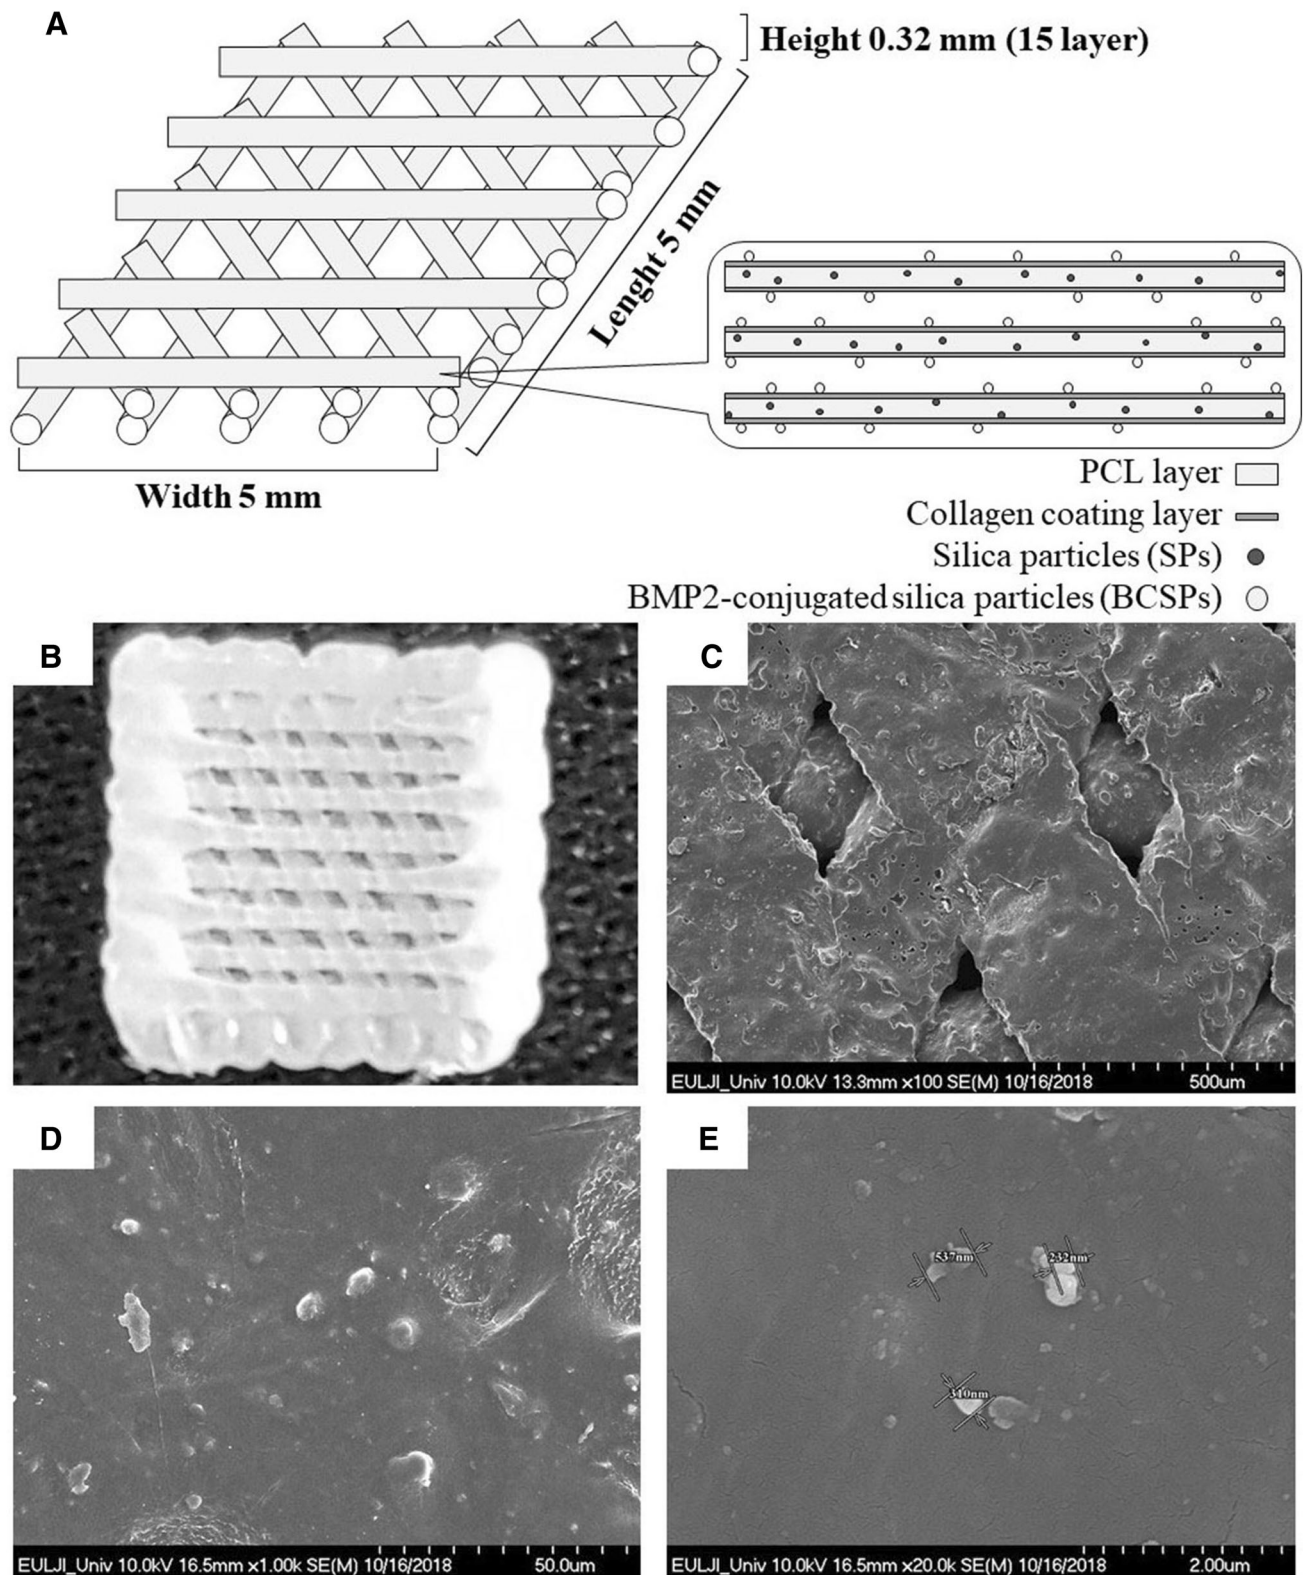 A
Height 0.32 mm (15 layer)
Lenght 5 mm
Width 5 mm
PCL layer
Collagen coating layer
Silica particles (SPs)
BMP2-conjugated silica particles (BCSPs)
B
C
EULJI_Univ 10.0kV 13.3mm x100 SE(M) 10/16/2018 500um
D
E
537nm
232nm
310nm
EULJI_Univ 10.0kV 16.5mm x1.00k SE(M) 10/16/2018 50.0um
EULJI_Univ 10.0kV 16.5mm x20.0k SE(M) 10/16/2018 2.00um